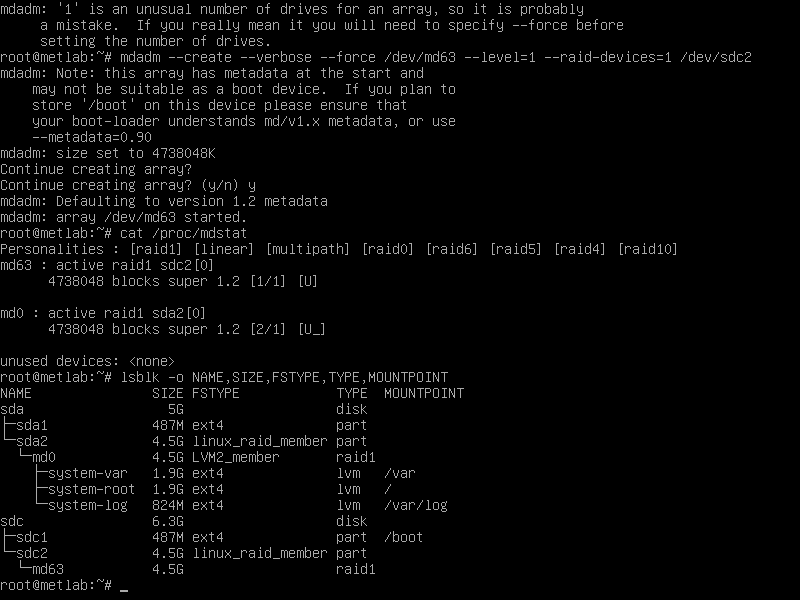 mdadm: '1' is an unusual number of drives for an array, so it is probably
     a mistake.  If you really mean it you will need to specify --force before
     setting the number of drives.
root@metlab:~# mdadm --create --verbose --force /dev/md63 --level=1 --raid-devices=1 /dev/sdc2
mdadm: Note: this array has metadata at the start and
    may not be suitable as a boot device.  If you plan to
    store '/boot' on this device please ensure that
    your boot-loader understands md/v1.x metadata, or use
    --metadata=0.90
mdadm: size set to 4738048K
Continue creating array?
Continue creating array? (y/n) y
mdadm: Defaulting to version 1.2 metadata
mdadm: array /dev/md63 started.
root@metlab:~# cat /proc/mdstat
Personalities : [raid1] [linear] [multipath] [raid0] [raid6] [raid5] [raid4] [raid10]
md63 : active raid1 sdc2[0]
      4738048 blocks super 1.2 [1/1] [U]

md0 : active raid1 sda2[0]
      4738048 blocks super 1.2 [2/1] [U_]

unused devices: <none>
root@metlab:~# lsblk -o NAME,SIZE,FSTYPE,TYPE,MOUNTPOINT
NAME               SIZE FSTYPE            TYPE  MOUNTPOINT
sda                  5G                   disk
├─sda1             487M ext4              part
└─sda2             4.5G linux_raid_member part
  └─md0            4.5G LVM2_member       raid1
    ├─system-var   1.9G ext4              lvm   /var
    ├─system-root  1.9G ext4              lvm   /
    └─system-log   824M ext4              lvm   /var/log
sdc                6.3G                   disk
├─sdc1             487M ext4              part  /boot
└─sdc2             4.5G linux_raid_member part
  └─md63           4.5G                   raid1
root@metlab:~# _